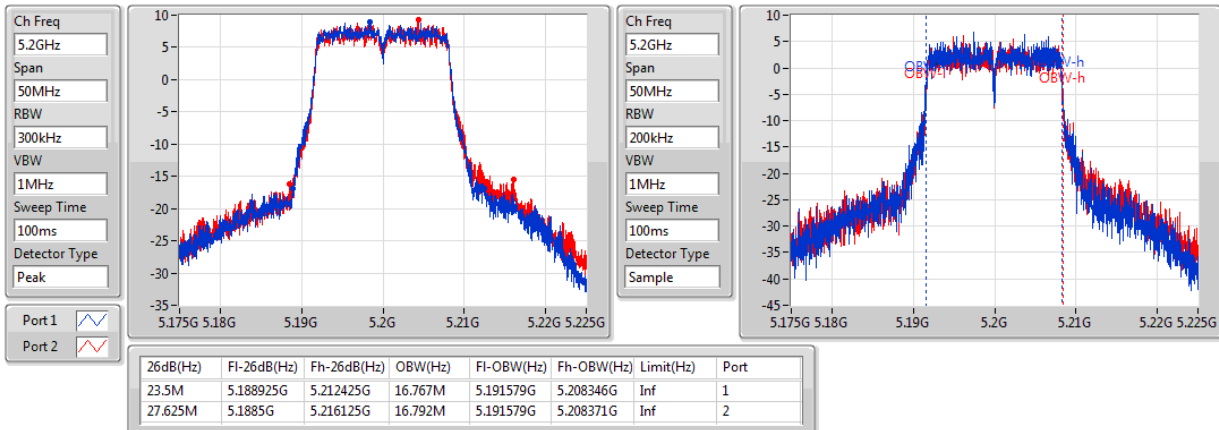 Ch Freq
5.2GHz
Span
50MHz
RBW
300kHz
VBW
1MHz
Sweep Time
100ms
Detector Type
Peak
Port 1
Port 2
10
5
0
-5
-10
-15
-20
-25
-30
-35
5.175G 5.18G 5.19G 5.2G 5.21G 5.22G 5.225G
Ch Freq
5.2GHz
Span
50MHz
RBW
200kHz
VBW
1MHz
Sweep Time
100ms
Detector Type
Sample
10
5
0
-5
-10
-15
-20
-25
-30
-35
-40
-45
OBW-h
5.175G 5.18G 5.19G 5.2G 5.21G 5.22G 5.225G
26dB(Hz) Fl-26dB(Hz) Fh-26dB(Hz) OBW(Hz) Fl-OBW(Hz) Fh-OBW(Hz) Limit(Hz) Port
23.5M 5.188925G 5.212425G 16.767M 5.191579G 5.208346G Inf 1
27.625M 5.1885G 5.216125G 16.792M 5.191579G 5.208371G Inf 2